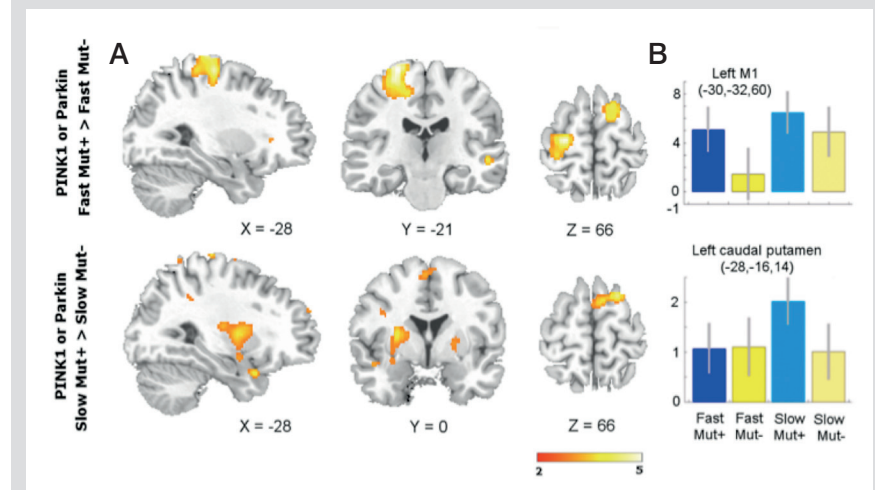 A
B
PINK1 or Parkin
Fast Mut+ > Fast Mut-
X = -28
Y = -21
Z = 66
Left M1
(-30,-32,60)
8
4
0
-1
PINK1 or Parkin
Slow Mut+ > Slow Mut-
X = -28
Y = 0
Z = 66
2
5
Left caudal putamen
(-28,-16,14)
2
1
0
Fast Fast Slow Slow
Mut+ Mut- Mut+ Mut-